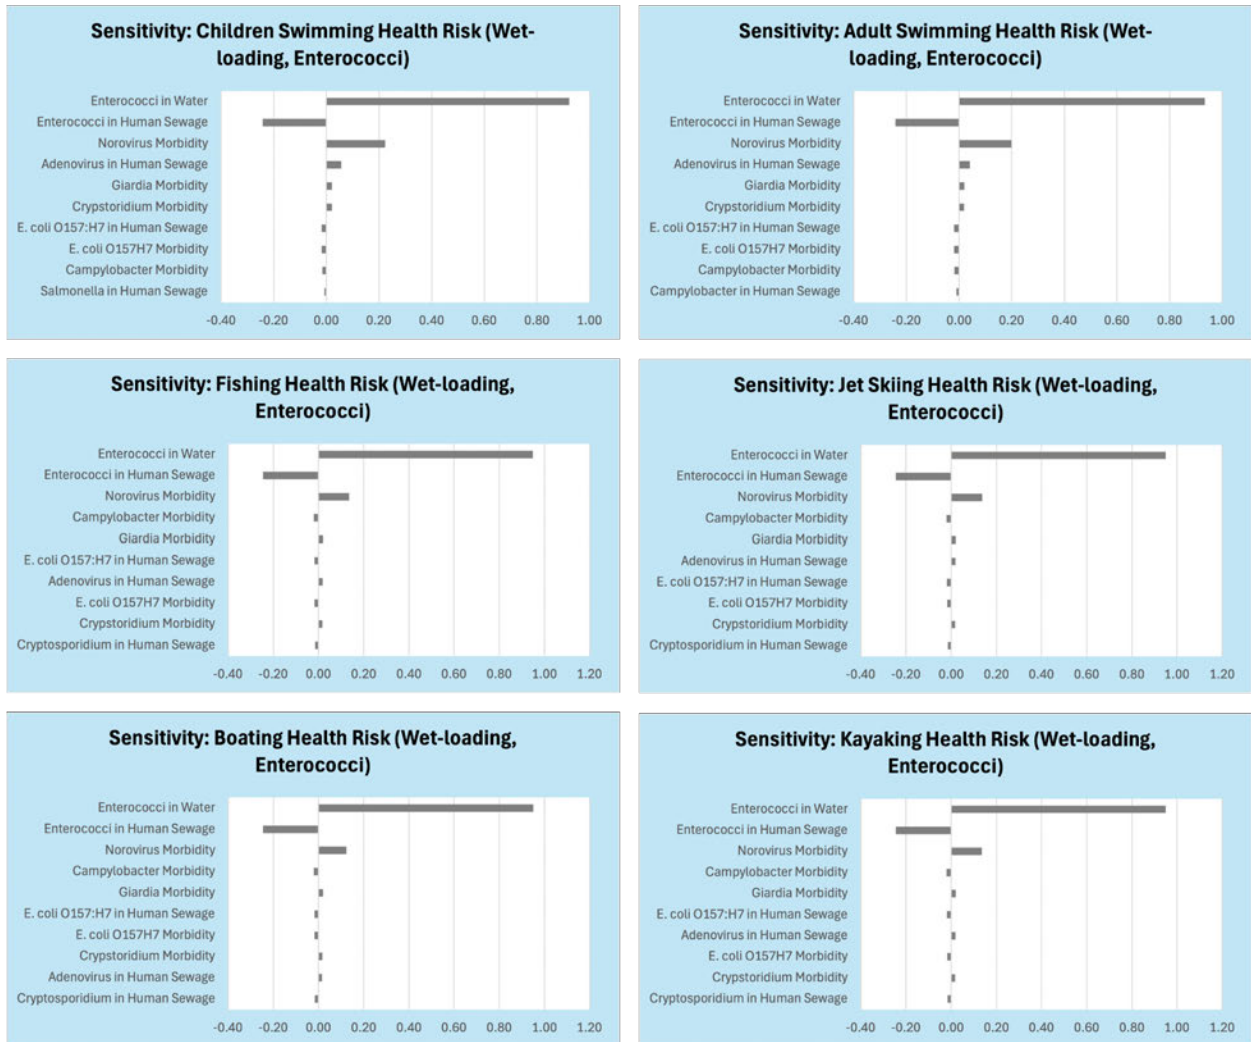 Sensitivity: Children Swimming Health Risk (Wet-
loading, Enterococci)
Enterococci in Water
Enterococci in Human Sewage
Norovirus Morbidity
Adenovirus in Human Sewage
Giardia Morbidity
Crypstoridium Morbidity
E. coli O157:H7 in Human Sewage
E. coli O157H7 Morbidity
Campylobacter Morbidity
Salmonella in Human Sewage
-0.40 -0.20 0.00 0.20 0.40 0.60 0.80 1.00
Sensitivity: Adult Swimming Health Risk (Wet-
loading, Enterococci)
Enterococci in Water
Enterococci in Human Sewage
Norovirus Morbidity
Adenovirus in Human Sewage
Giardia Morbidity
Crypstoridium Morbidity
E. coli O157:H7 in Human Sewage
E. coli O157H7 Morbidity
Campylobacter Morbidity
Campylobacter in Human Sewage
-0.40 -0.20 0.00 0.20 0.40 0.60 0.80 1.00
Sensitivity: Fishing Health Risk (Wet-loading,
Enterococci)
Enterococci in Water
Enterococci in Human Sewage
Norovirus Morbidity
Campylobacter Morbidity
Giardia Morbidity
E. coli O157:H7 in Human Sewage
Adenovirus in Human Sewage
E. coli O157H7 Morbidity
Crypstoridium Morbidity
Cryptosporidium in Human Sewage
-0.40 -0.20 0.00 0.20 0.40 0.60 0.80 1.00 1.20
Sensitivity: Jet Skiing Health Risk (Wet-loading,
Enterococci)
Enterococci in Water
Enterococci in Human Sewage
Norovirus Morbidity
Campylobacter Morbidity
Giardia Morbidity
Adenovirus in Human Sewage
E. coli O157:H7 in Human Sewage
E. coli O157H7 Morbidity
Crypstoridium Morbidity
Cryptosporidium in Human Sewage
-0.40 -0.20 0.00 0.20 0.40 0.60 0.80 1.00 1.20
Sensitivity: Boating Health Risk (Wet-loading,
Enterococci)
Enterococci in Water
Enterococci in Human Sewage
Norovirus Morbidity
Campylobacter Morbidity
Giardia Morbidity
E. coli O157:H7 in Human Sewage
E. coli O157H7 Morbidity
Crypstoridium Morbidity
Adenovirus in Human Sewage
Cryptosporidium in Human Sewage
-0.40 -0.20 0.00 0.20 0.40 0.60 0.80 1.00 1.20
Sensitivity: Kayaking Health Risk (Wet-loading,
Enterococci)
Enterococci in Water
Enterococci in Human Sewage
Norovirus Morbidity
Campylobacter Morbidity
Giardia Morbidity
E. coli O157:H7 in Human Sewage
Adenovirus in Human Sewage
E. coli O157H7 Morbidity
Crypstoridium Morbidity
Cryptosporidium in Human Sewage
-0.40 -0.20 0.00 0.20 0.40 0.60 0.80 1.00 1.20